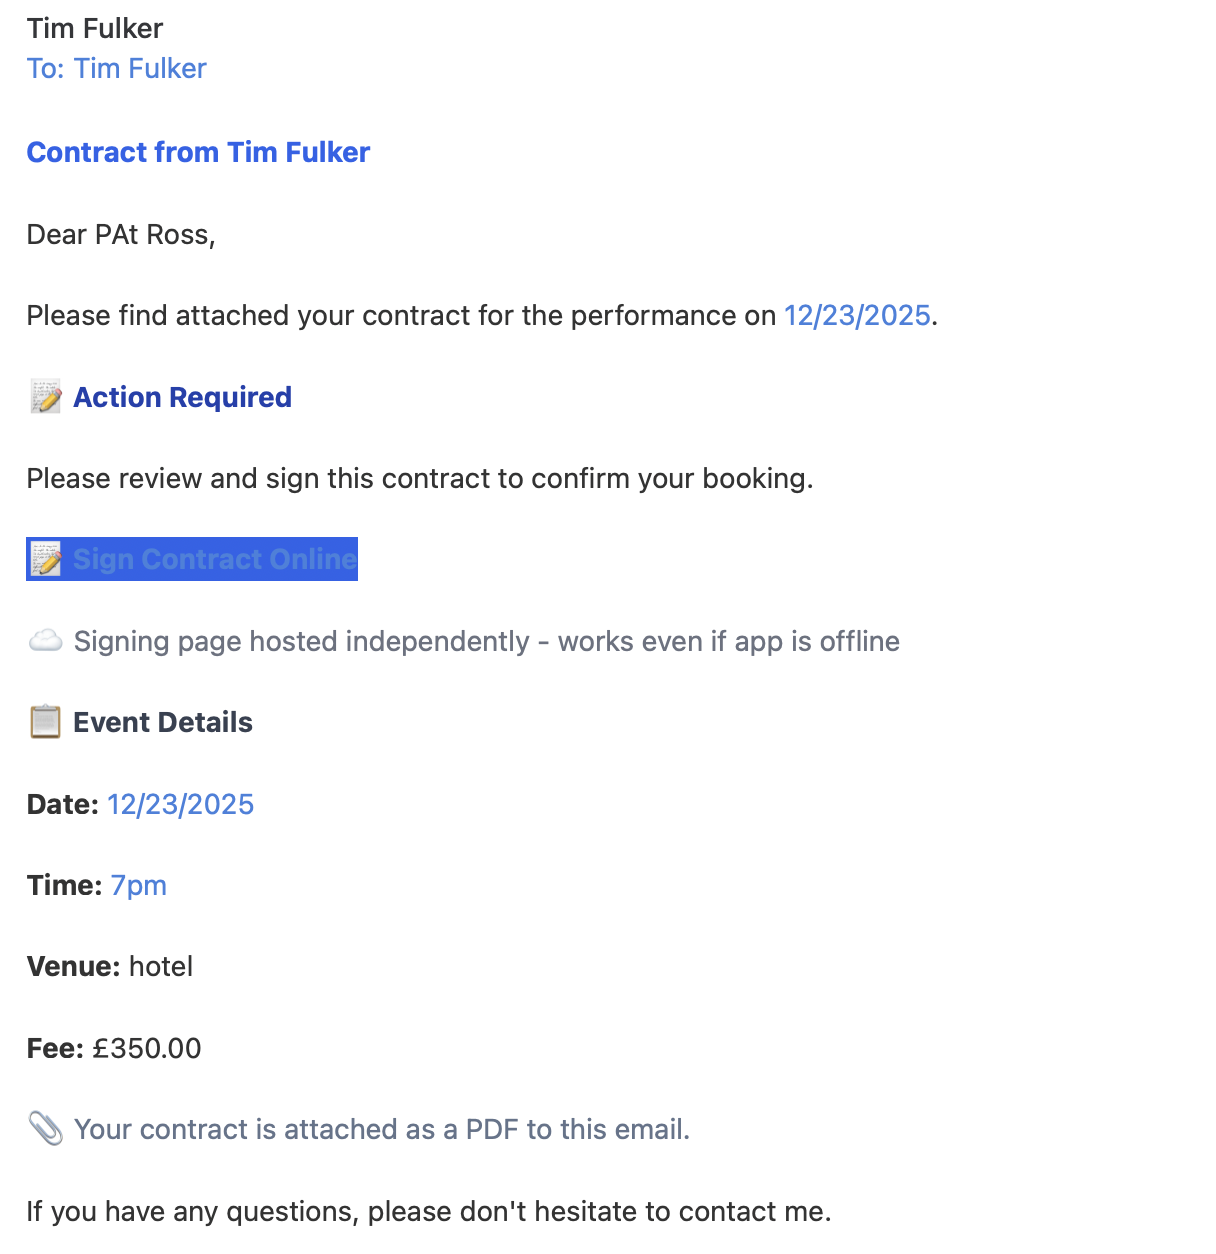 Tim Fulker
To: Tim Fulker
Contract from Tim Fulker
Dear PAt Ross,
Please find attached your contract for the performance on 12/23/2025.
📝 Action Required
Please review and sign this contract to confirm your booking.
📝 Sign Contract Online
☁️ Signing page hosted independently - works even if app is offline
📋 Event Details
Date: 12/23/2025
Time: 7pm
Venue: hotel
Fee: £350.00
📎 Your contract is attached as a PDF to this email.
If you have any questions, please don't hesitate to contact me.